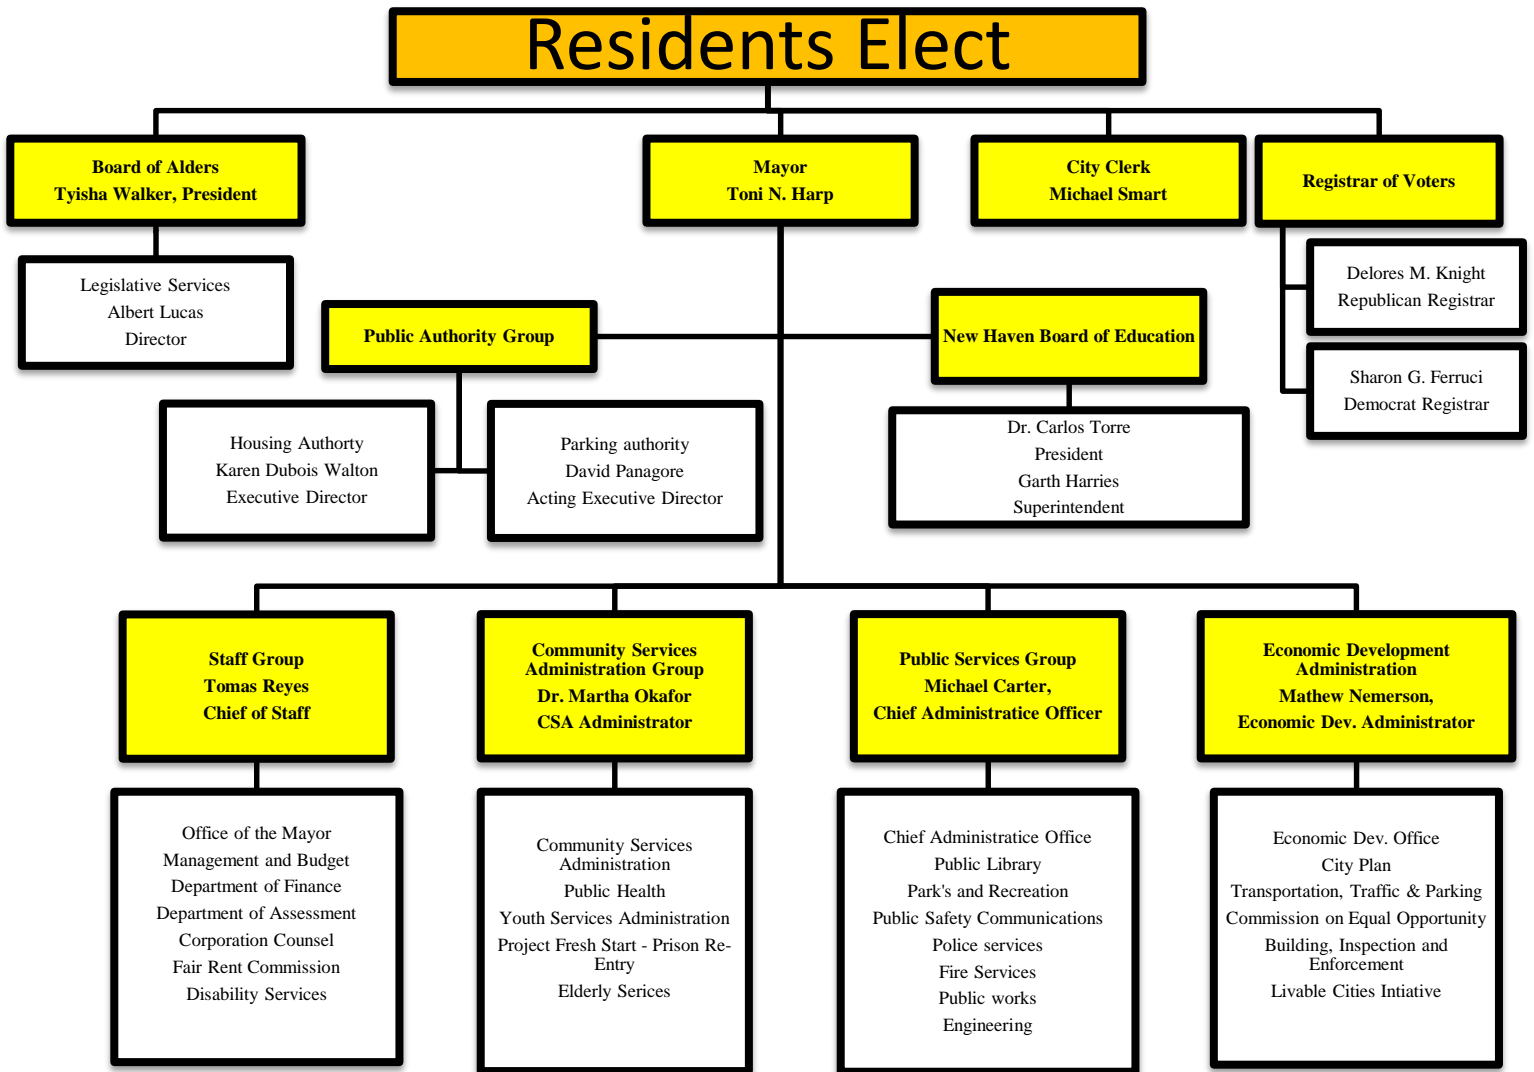 Residents Elect
Board of Alders
Tyisha Walker, President
Mayor
Toni N. Harp
City Clerk
Michael Smart
Registrar of Voters
Legislative Services
Albert Lucas
Director
Delores M. Knight
Republican Registrar
Sharon G. Ferruci
Democrat Registrar
Public Authority Group
New Haven Board of Education
Housing Authorty
Karen Dubois Walton
Executive Director
Parking authority
David Panagore
Acting Executive Director
Dr. Carlos Torre
President
Garth Harries
Superintendent
Staff Group
Tomas Reyes
Chief of Staff
Community Services
Administration Group
Dr. Martha Okafor
CSA Administrator
Public Services Group
Michael Carter,
Chief Administratice Officer
Economic Development
Administration
Mathew Nemerson,
Economic Dev. Administrator
Office of the Mayor
Management and Budget
Department of Finance
Department of Assessment
Corporation Counsel
Fair Rent Commission
Disability Services
Community Services
Administration
Public Health
Youth Services Administration
Project Fresh Start - Prison Re-
Entry
Elderly Serices
Chief Administratice Office
Public Library
Park's and Recreation
Public Safety Communications
Police services
Fire Services
Public works
Engineering
Economic Dev. Office
City Plan
Transportation, Traffic & Parking
Commission on Equal Opportunity
Building, Inspection and
Enforcement
Livable Cities Intiative